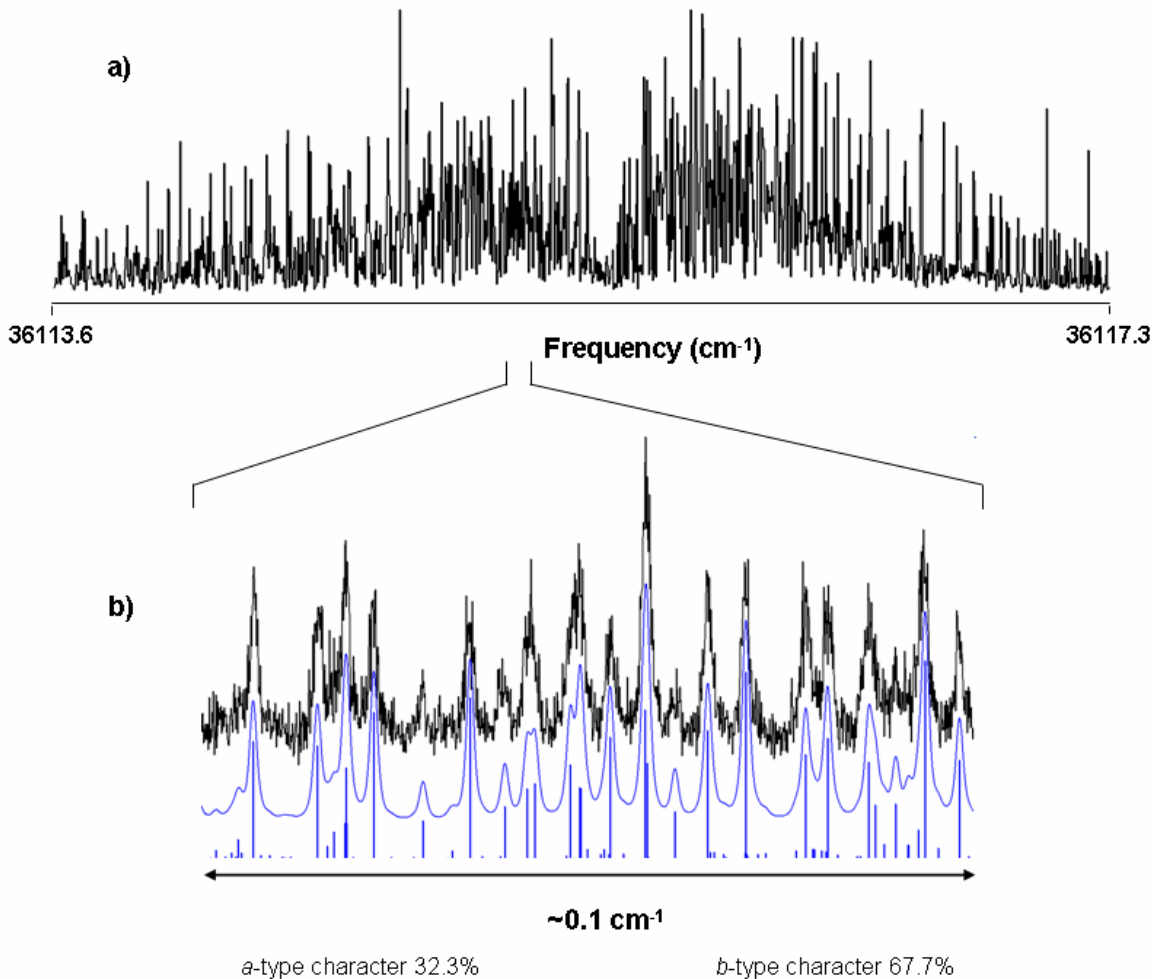 a)
36113.6
Frequency (cm-1)
36117.3
b)
~0.1 cm-1
a-type character 32.3%
b-type character 67.7%